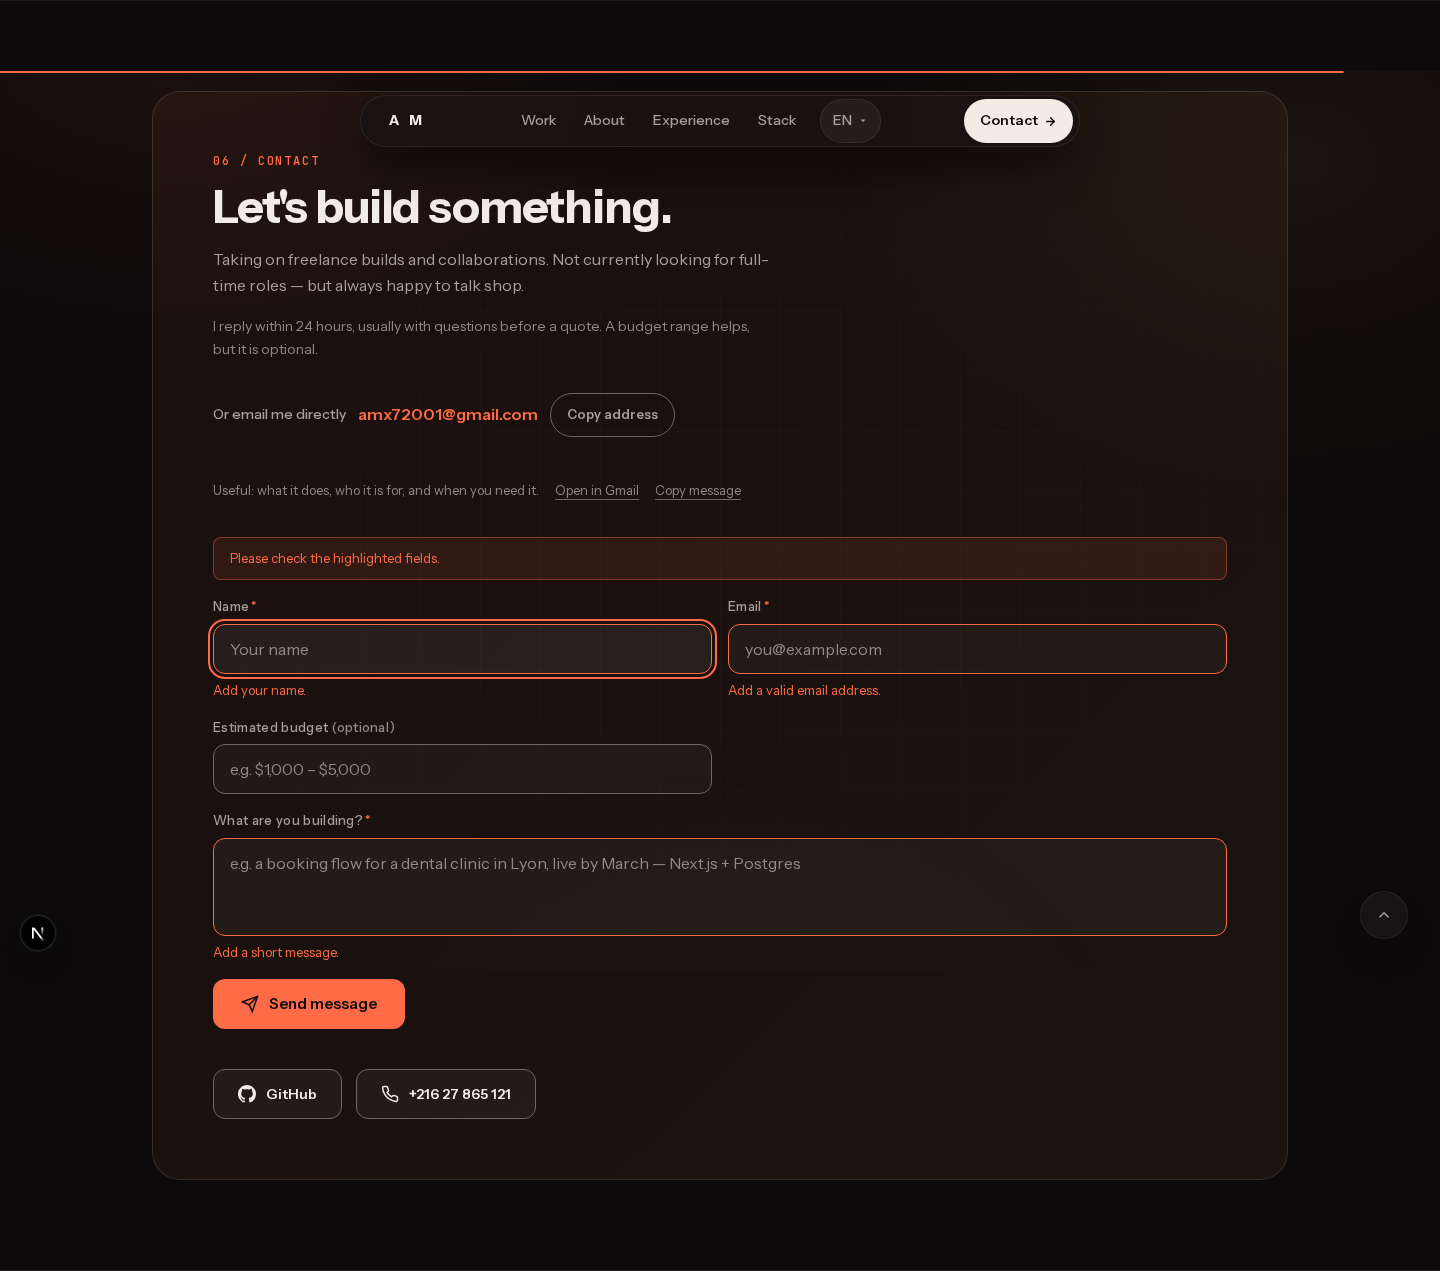 A M
Work
About
Experience
Stack
EN
Contact →
06 / CONTACT
Let's build something.
Taking on freelance builds and collaborations. Not currently looking for full-
time roles — but always happy to talk shop.
I reply within 24 hours, usually with questions before a quote. A budget range helps,
but it is optional.
Or email me directly amx72001@gmail.com Copy address
Useful: what it does, who it is for, and when you need it. Open in Gmail Copy message
Please check the highlighted fields.
Name *
Your name
Add your name.
Email *
you@example.com
Add a valid email address.
Estimated budget (optional)
e.g. $1,000 – $5,000
What are you building? *
e.g. a booking flow for a dental clinic in Lyon, live by March — Next.js + Postgres
Add a short message.
Send message
GitHub
+216 27 865 121
N